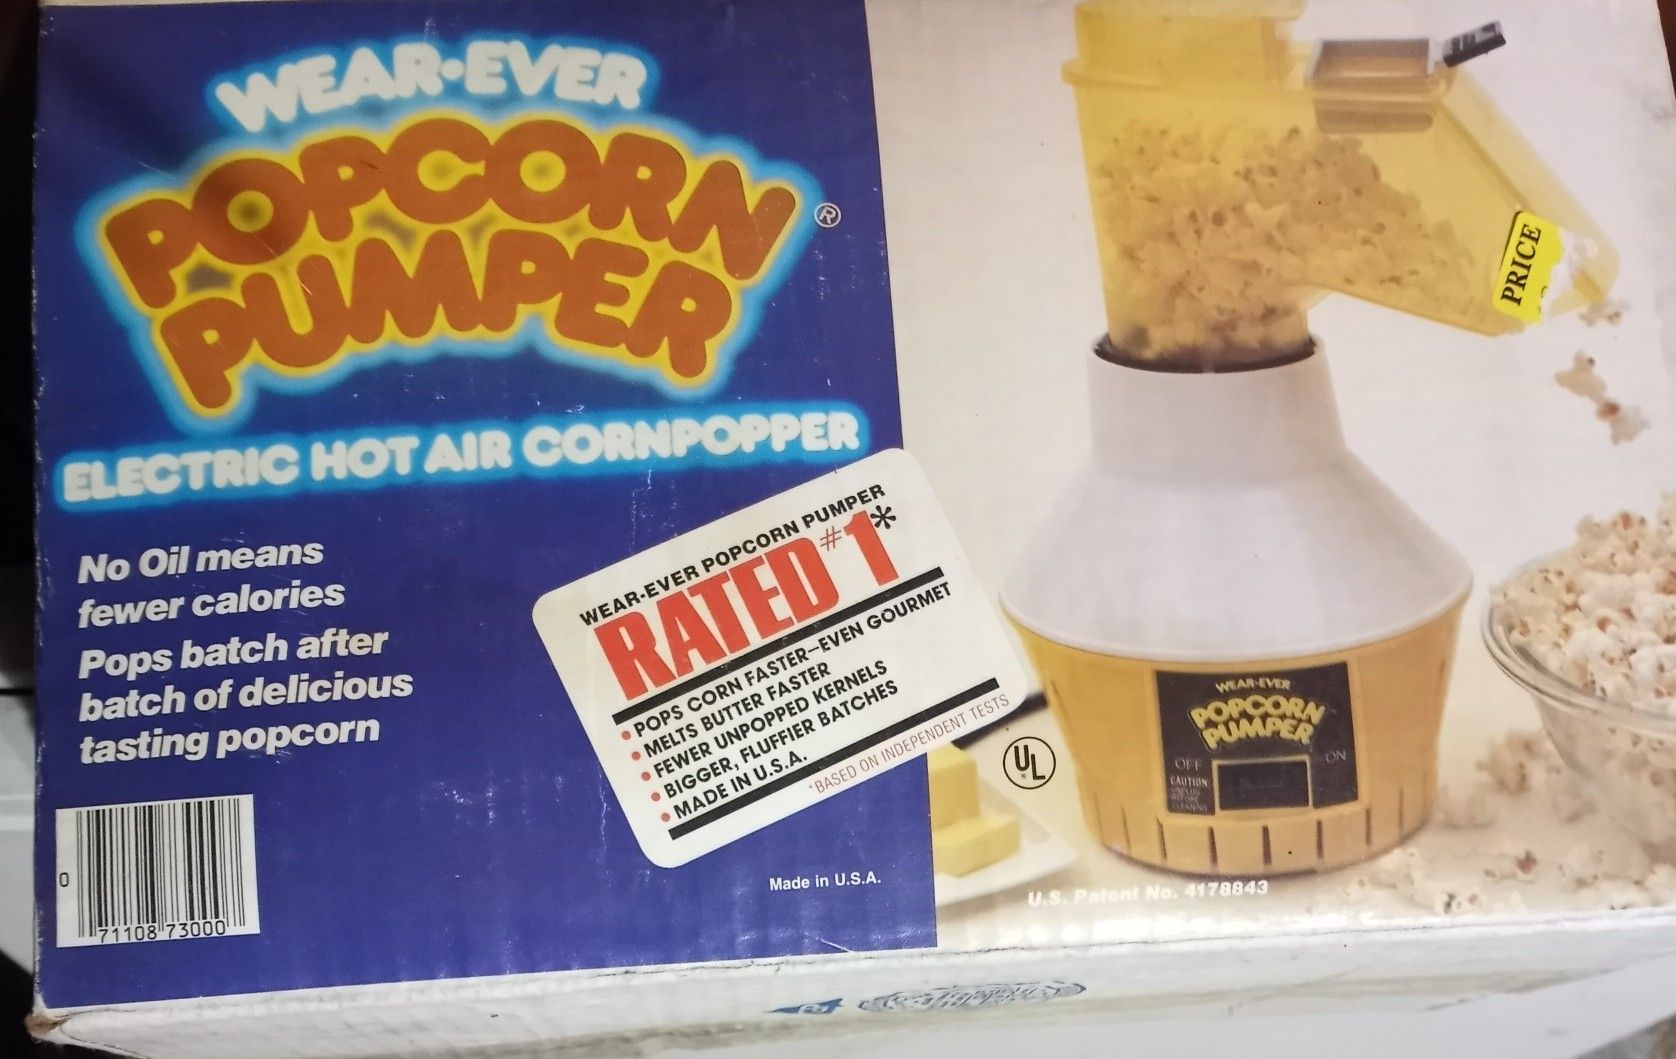 WEAR•EVER
POPCORN
PUMPER®
ELECTRIC HOT AIR CORNPOPPER
No Oil means
fewer calories
Pops batch after
batch of delicious
tasting popcorn
WEAR-EVER POPCORN PUMPER
RATED #1*
• POPS CORN FASTER—EVEN GOURMET
• MELTS BUTTER FASTER
• FEWER UNPOPPED KERNELS
• BIGGER, FLUFFIER BATCHES
• MADE IN U.S.A.
*BASED ON INDEPENDENT TESTS
Made in U.S.A.
0 71108 73000
PRICE
WEAR-EVER
POPCORN
PUMPER
OFF
ON
CAUTION
UL
U.S. Patent No. 4178843